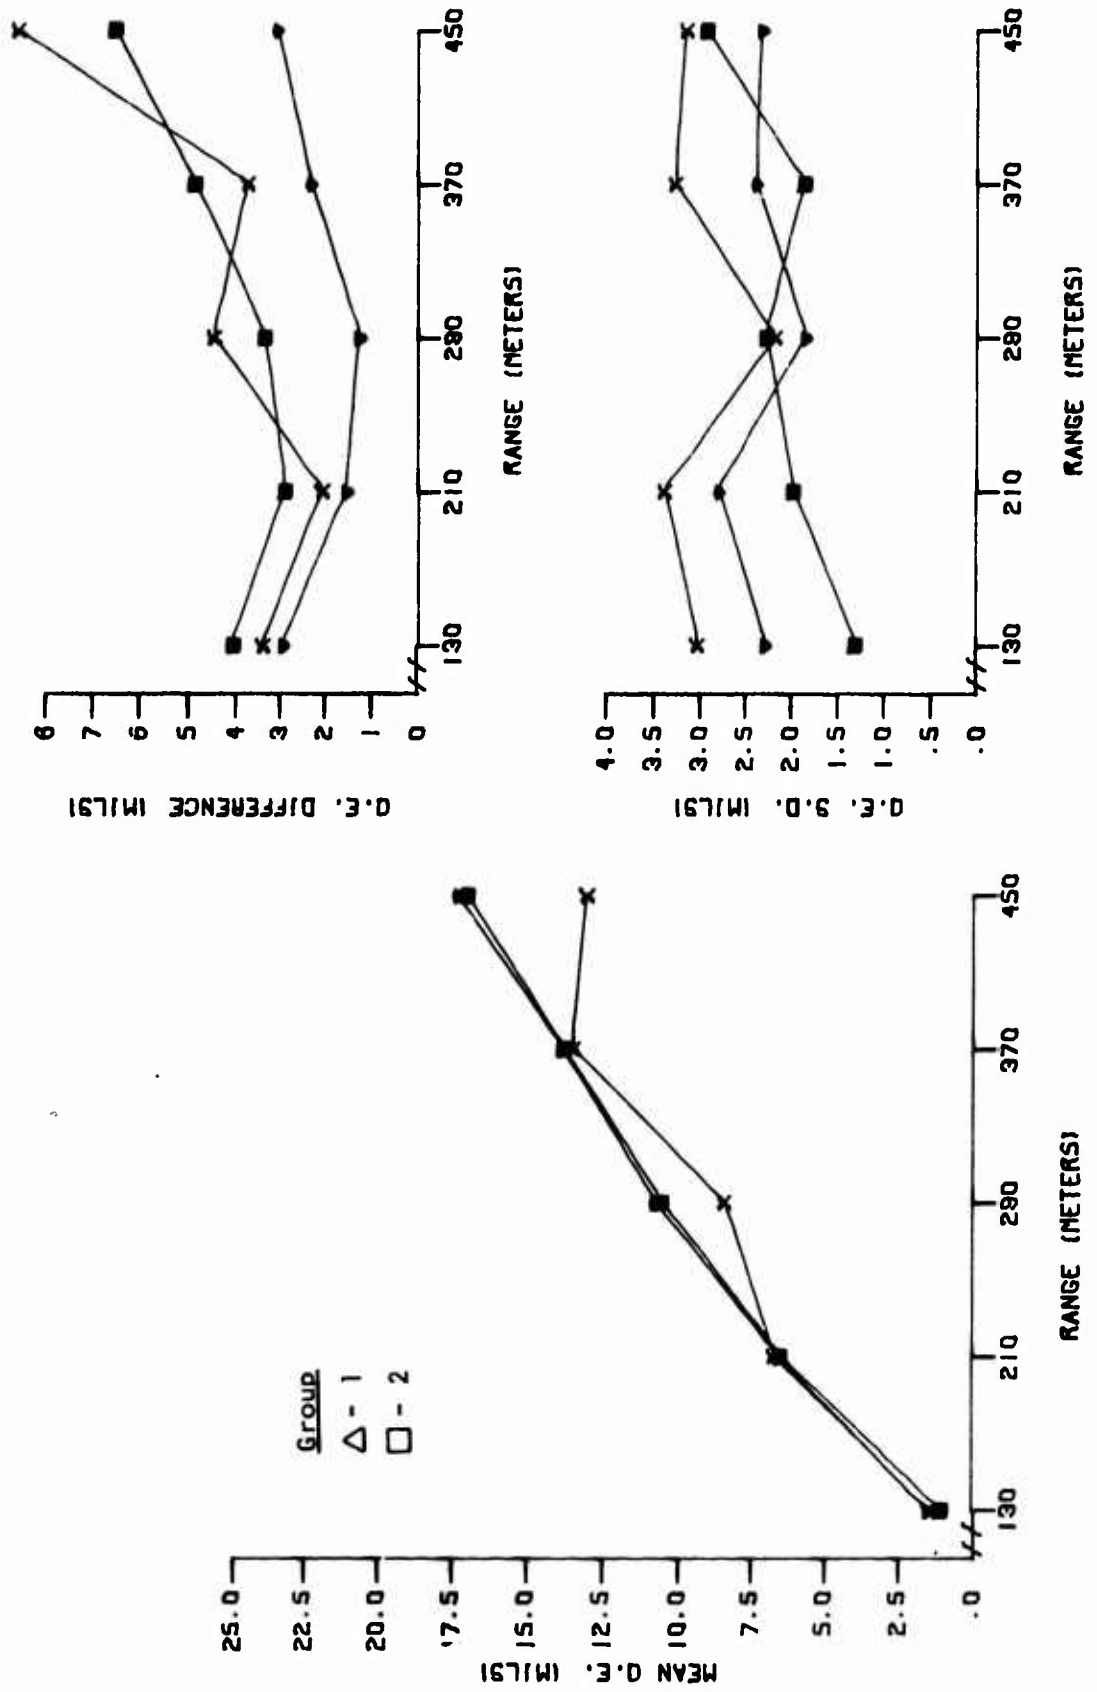 Group
△ - 1
□ - 2
25.0
22.5
20.0
17.5
15.0
12.5
10.0
7.5
5.0
2.5
.0
MEAN Q.E. (MILS)
130 210 290 370 450
RANGE (METERS)
8
7
6
5
4
3
2
1
0
Q.E. DIFFERENCE (MILS)
130 210 290 370 450
RANGE (METERS)
4.0
3.5
3.0
2.5
2.0
1.5
1.0
.5
.0
Q.E. S.D. (MILS)
130 210 290 370 450
RANGE (METERS)